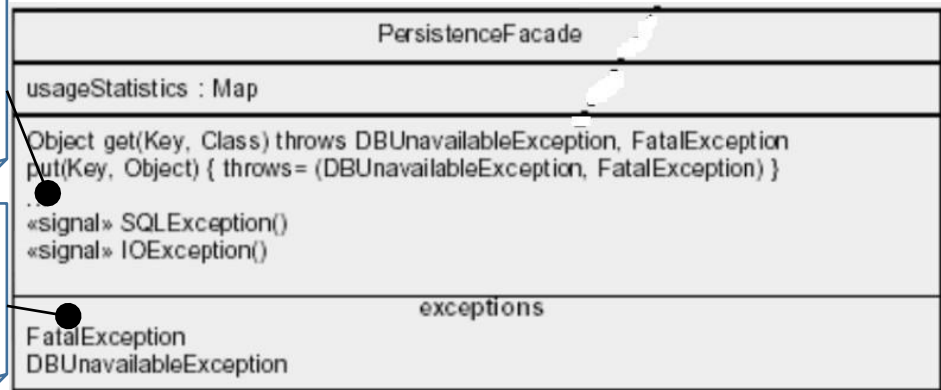 PersistenceFacade
usageStatistics : Map
Object get(Key, Class) throws DBUnavailableException, FatalException
put(Key, Object) { throws= (DBUnavailableException, FatalException) }
...
«signal» SQLException()
«signal» IOException()
exceptions
FatalException
DBUnavailableException